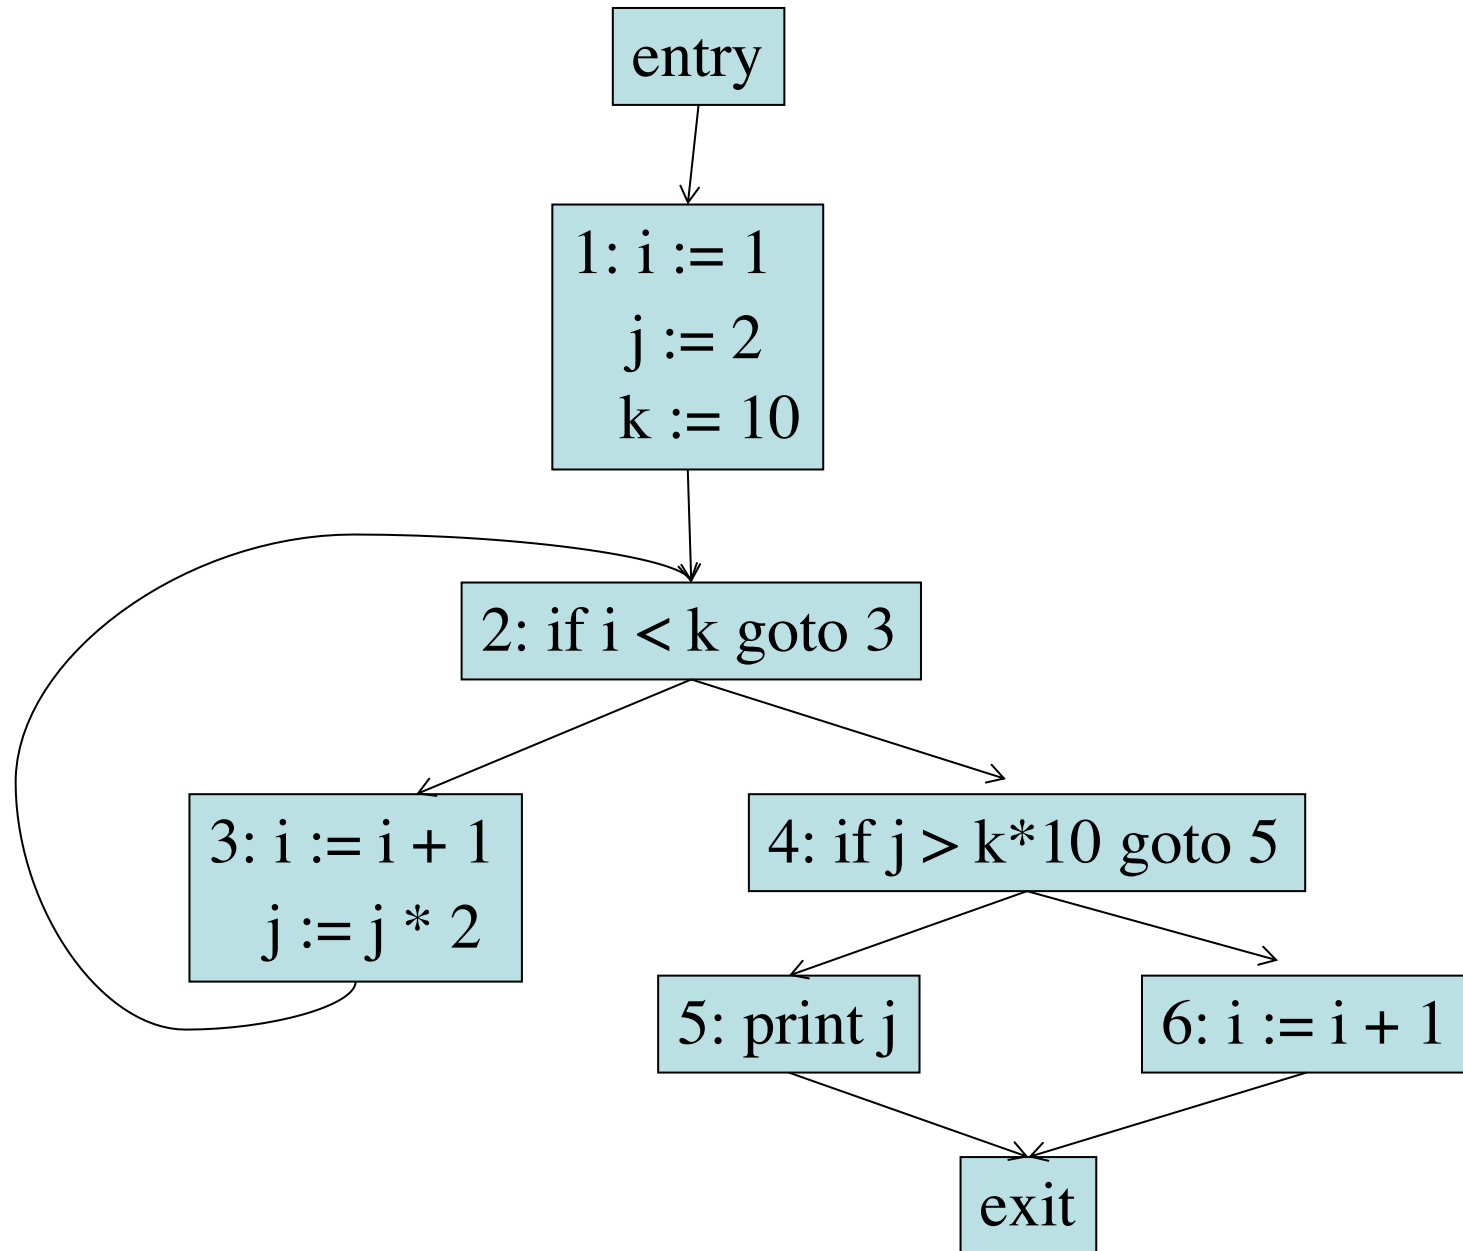 entry
1: i := 1
j := 2
k := 10
2: if i < k goto 3
3: i := i + 1
j := j * 2
4: if j > k*10 goto 5
5: print j
6: i := i + 1
exit